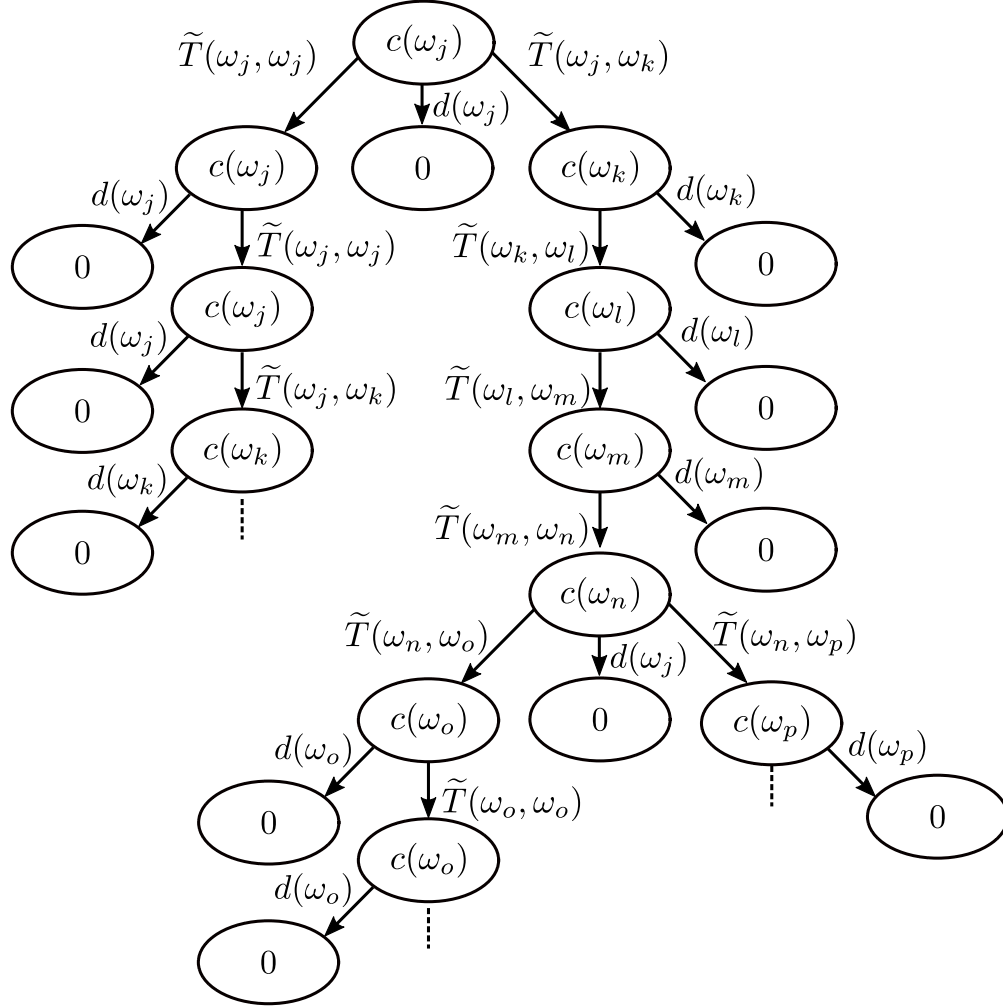 c(ω_j)
T̃(ω_j, ω_j) T̃(ω_j, ω_k)
d(ω_j)
c(ω_j) 0 c(ω_k)
d(ω_j) d(ω_k)
T̃(ω_j, ω_j) T̃(ω_k, ω_l)
0 0
c(ω_j) c(ω_l)
d(ω_j) d(ω_l)
T̃(ω_j, ω_k) T̃(ω_l, ω_m)
0 0
c(ω_k) c(ω_m)
d(ω_k) d(ω_m)
T̃(ω_m, ω_n)
0 0
c(ω_n)
T̃(ω_n, ω_o) T̃(ω_n, ω_p)
d(ω_j)
c(ω_o) 0 c(ω_p)
d(ω_o) d(ω_p)
T̃(ω_o, ω_o)
0 0
c(ω_o)
d(ω_o)
0